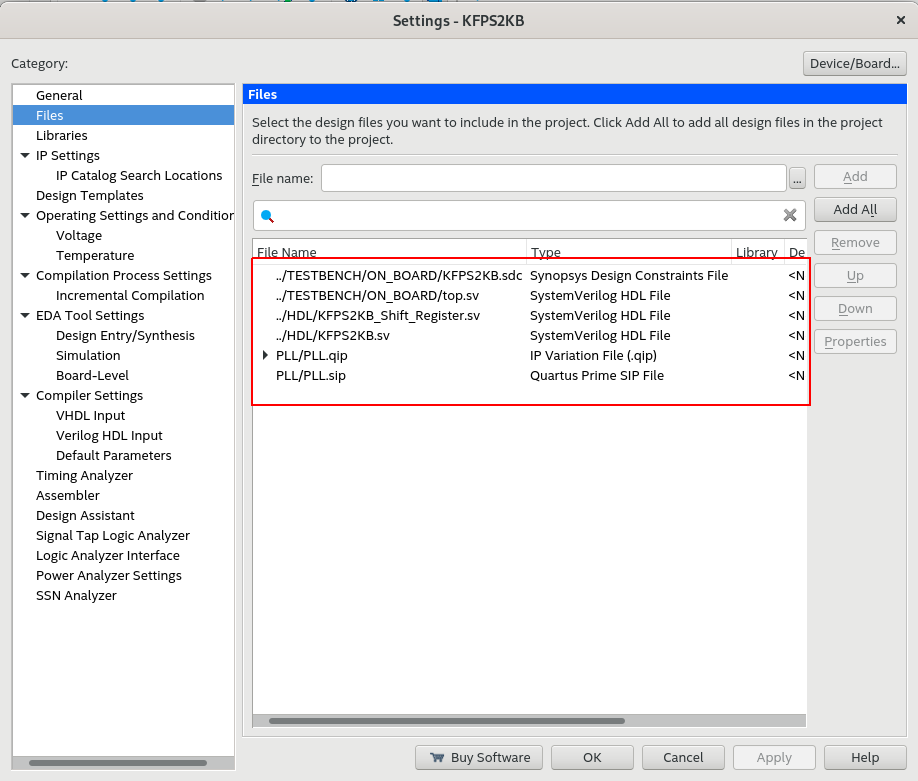 Settings - KFPS2KB
Category:
Device/Board...
General
Files
Libraries
IP Settings
IP Catalog Search Locations
Design Templates
Operating Settings and Condition
Voltage
Temperature
Compilation Process Settings
Incremental Compilation
EDA Tool Settings
Design Entry/Synthesis
Simulation
Board-Level
Compiler Settings
VHDL Input
Verilog HDL Input
Default Parameters
Timing Analyzer
Assembler
Design Assistant
Signal Tap Logic Analyzer
Logic Analyzer Interface
Power Analyzer Settings
SSN Analyzer
Files
Select the design files you want to include in the project. Click Add All to add all design files in the project
directory to the project.
File name:
...
Add
Add All
Remove
Up
Down
Properties
File Name Type Library De
../TESTBENCH/ON_BOARD/KFPS2KB.sdc Synopsys Design Constraints File <N
../TESTBENCH/ON_BOARD/top.sv SystemVerilog HDL File <N
../HDL/KFPS2KB_Shift_Register.sv SystemVerilog HDL File <N
../HDL/KFPS2KB.sv SystemVerilog HDL File <N
PLL/PLL.qip IP Variation File (.qip) <N
PLL/PLL.sip Quartus Prime SIP File <N
Buy Software
OK
Cancel
Apply
Help